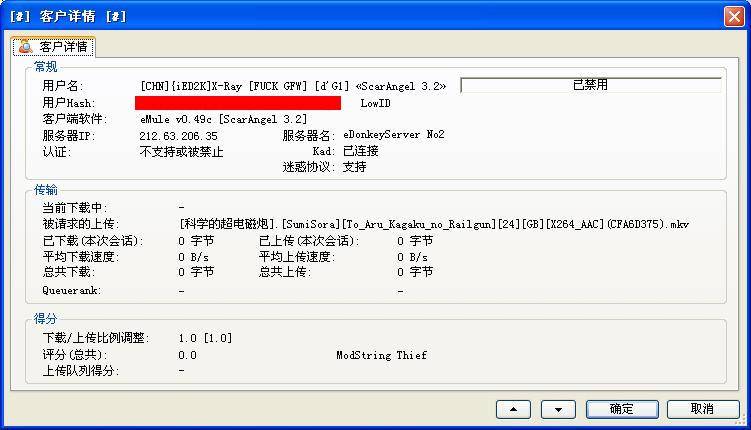 [#] 客户详情 [#]
客户详情
常规
用户名: [CHN]{iED2K]X-Ray [FUCK GFW] [d'G1] «ScarAngel 3.2» 已禁用
用户Hash: LowID
客户端软件: eMule v0.49c [ScarAngel 3.2]
服务器IP: 212.63.206.35 服务器名: eDonkeyServer No2
认证: 不支持或被禁止 Kad: 已连接
迷惑协议: 支持
传输
当前下载中: -
被请求的上传: [科学的超电磁炮].[SumiSora][To_Aru_Kagaku_no_Railgun][24][GB][X264_AAC](CFA6D375).mkv
已下载(本次会话): 0 字节 已上传(本次会话): 0 字节
平均下载速度: 0 B/s 平均上传速度: 0 B/s
总共下载: 0 字节 总共上传: 0 字节
Queuerank: - -
得分
下载/上传比例调整: 1.0 [1.0]
评分(总共): 0.0 ModString Thief
上传队列得分: -
确定 取消